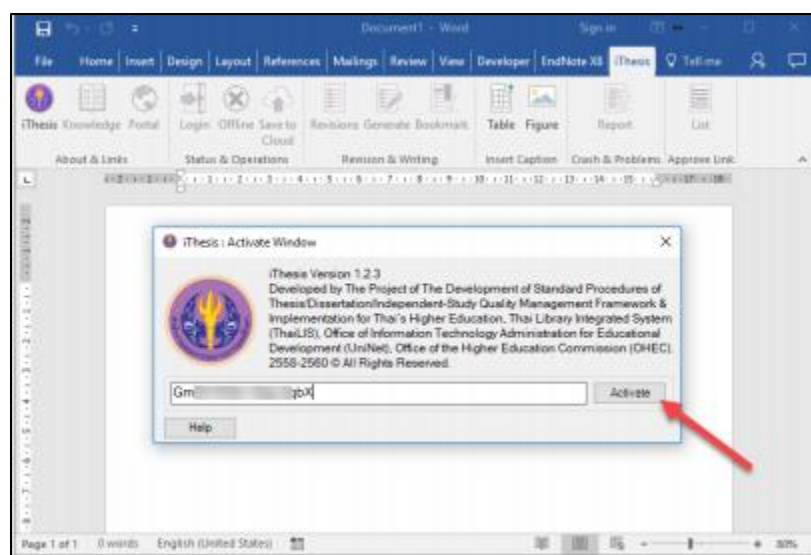 Document1 - Word
Sign in
File Home Insert Design Layout References Mailings Review View Developer EndNote X8 iThesis Tell me
iThesis Knowledge Portal Login Offline Save to Cloud Revisions Generate Bookmark Table Figure Report List
About & Links Status & Operations Revision & Writing Insert Caption Crash & Problems Approve Link
iThesis : Activate Window
iThesis Version 1.2.3
Developed by The Project of The Development of Standard Procedures of
Thesis/Dissertation/Independent-Study Quality Management Framework &
Implementation for Thai's Higher Education, Thai Library Integrated System
(ThaiLIS), Office of Information Technology Administration for Educational
Development (UniNet), Office of the Higher Education Commission (OHEC).
2558-2560 © All Rights Reserved.
Gm qbX
Activate
Help
Page 1 of 1 0 words English (United States) 30%